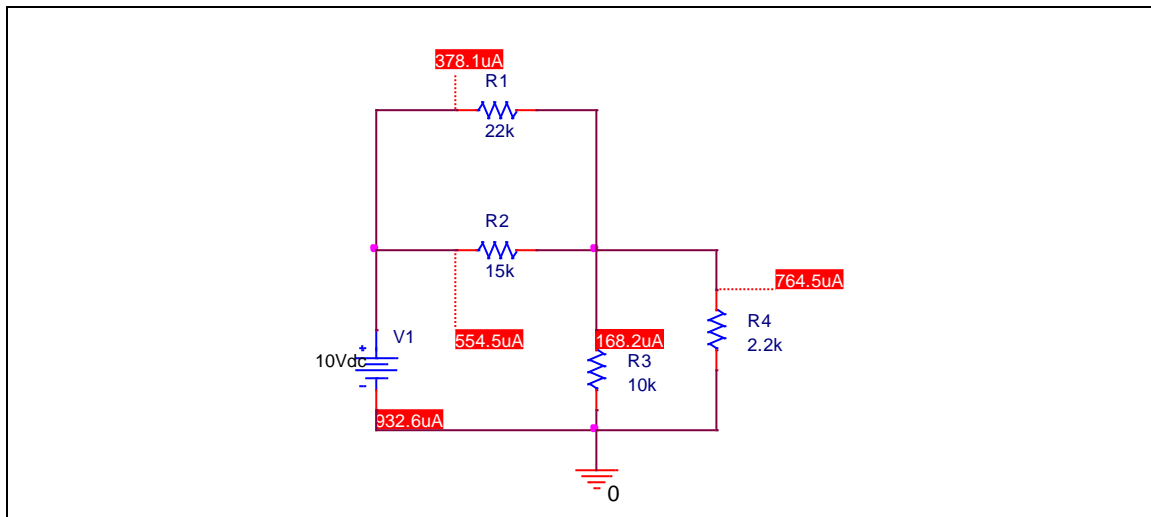 378.1uA
R1
22k
R2
15k
764.5uA
R4
2.2k
V1
10Vdc
554.5uA
168.2uA
R3
10k
932.6uA
0